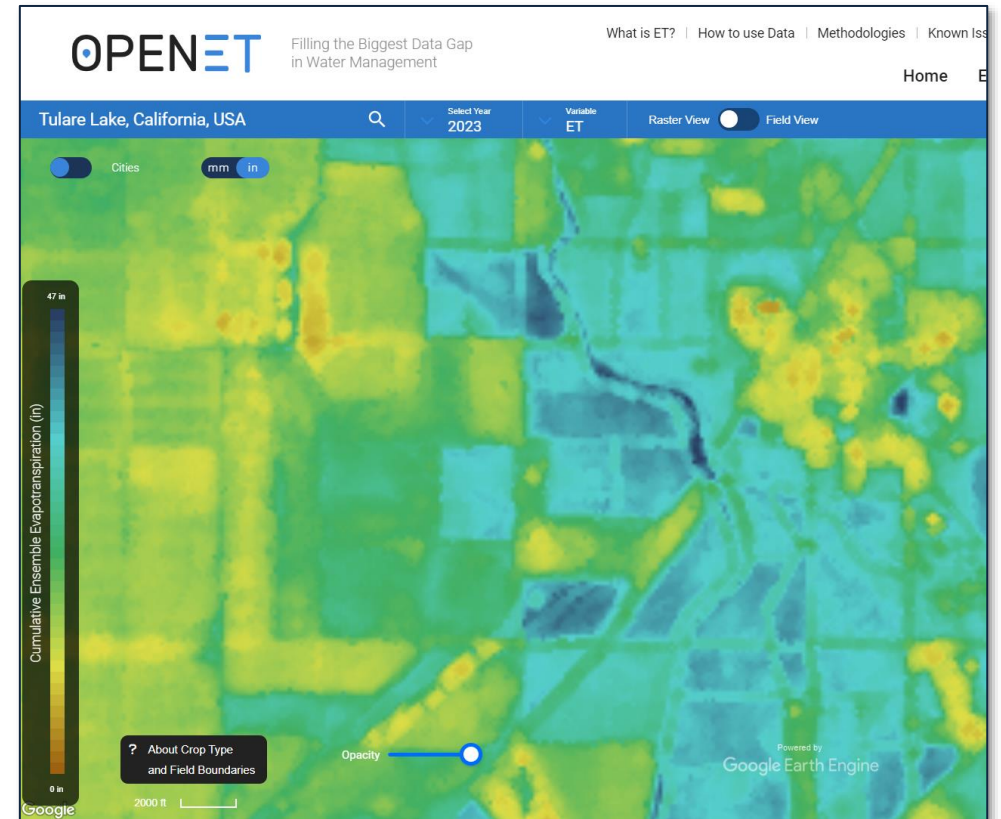 OPENET
Filling the Biggest Data Gap
in Water Management
What is ET? | How to use Data | Methodologies | Known Iss
Home E
Tulare Lake, California, USA
Select Year
2023
Variable
ET
Raster View
Field View
Cities
mm in
47 in
Cumulative Ensemble Evapotranspiration (in)
0 in
? About Crop Type
and Field Boundaries
Opacity
Powered by
Google Earth Engine
2000 ft
Google